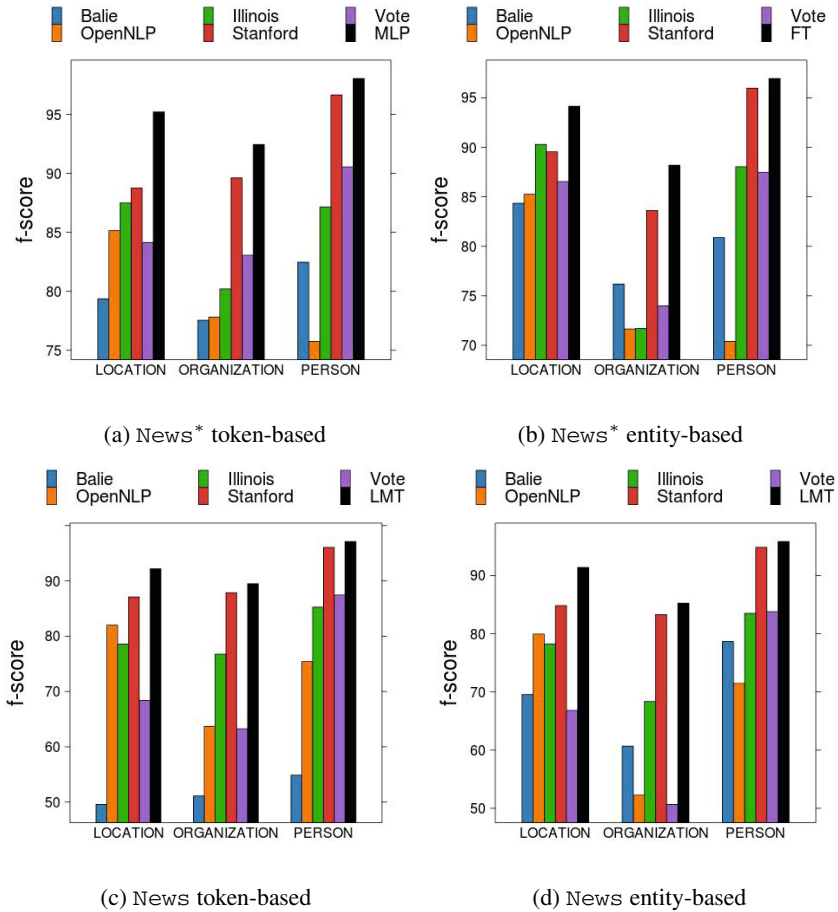 Balie Illinois Vote
OpenNLP Stanford MLP
f-score
95
90
85
80
75
LOCATION ORGANIZATION PERSON
(a) News* token-based
Balie Illinois Vote
OpenNLP Stanford FT
f-score
95
90
85
80
75
70
LOCATION ORGANIZATION PERSON
(b) News* entity-based
Balie Illinois Vote
OpenNLP Stanford LMT
f-score
90
80
70
60
50
LOCATION ORGANIZATION PERSON
(c) News token-based
Balie Illinois Vote
OpenNLP Stanford LMT
f-score
90
80
70
60
50
LOCATION ORGANIZATION PERSON
(d) News entity-based